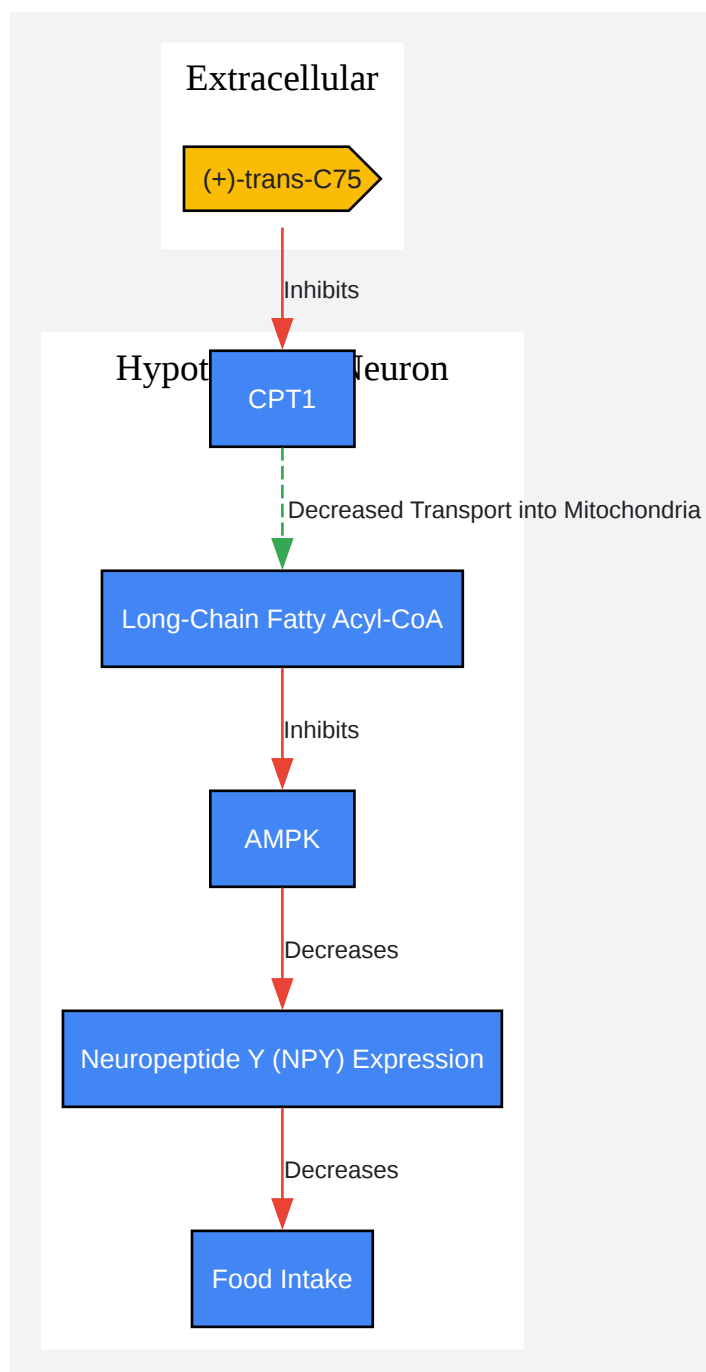 Extracellular
(+)-trans-C75
Inhibits
Neuron
CPT1
Decreased Transport into Mitochondria
Long-Chain Fatty Acyl-CoA
Inhibits
AMPK
Decreases
Neuropeptide Y (NPY) Expression
Decreases
Food Intake